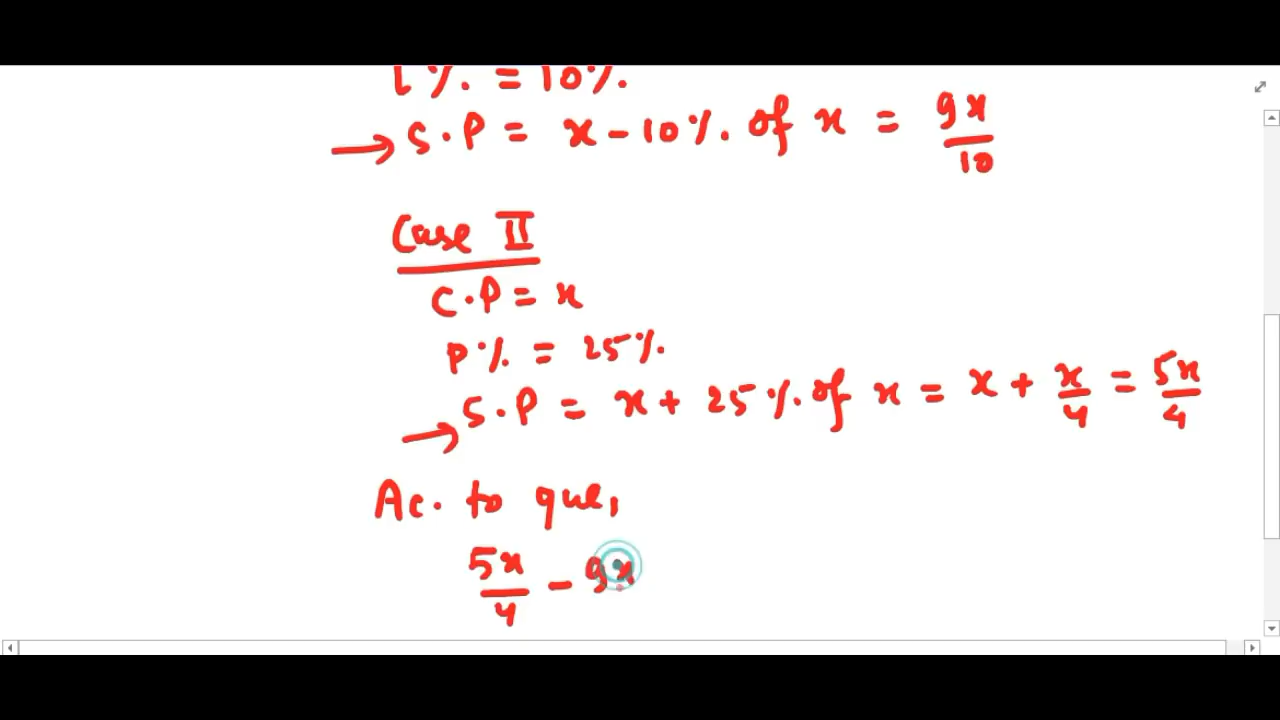 L%. = 10%.
→ S.P = x - 10%. of x = 9x/10
Case II
C.P = x
P%. = 25%.
→ S.P = x + 25%. of x = x + x/4 = 5x/4
Ac. to que,
5x/4 - 9x